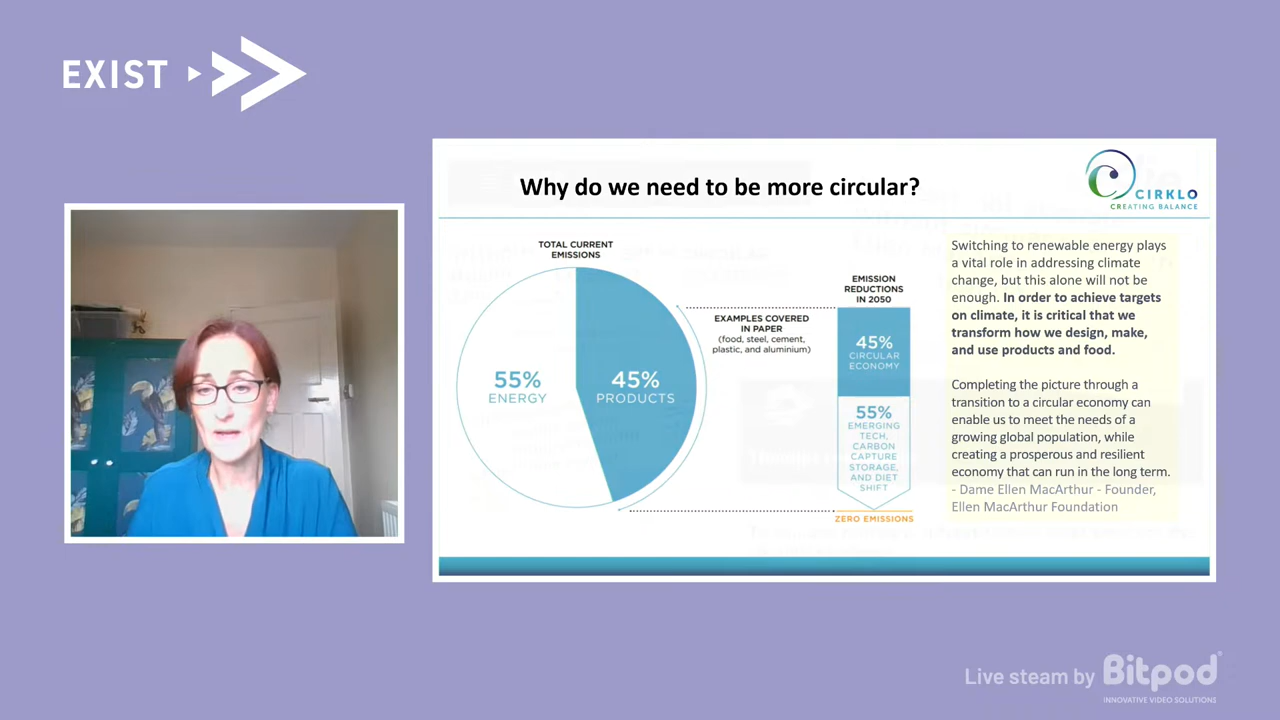 EXIST
Why do we need to be more circular?
CIRKLO
CREATING BALANCE
TOTAL CURRENT
EMISSIONS
55%
ENERGY
45%
PRODUCTS
EXAMPLES COVERED
IN PAPER
(food, steel, cement,
plastic, and aluminium)
EMISSION
REDUCTIONS
IN 2050
45%
CIRCULAR
ECONOMY
55%
EMERGING
TECH,
CARBON
CAPTURE
STORAGE,
AND DIET
SHIFT
ZERO EMISSIONS
Switching to renewable energy plays
a vital role in addressing climate
change, but this alone will not be
enough. In order to achieve targets
on climate, it is critical that we
transform how we design, make,
and use products and food.
Completing the picture through a
transition to a circular economy can
enable us to meet the needs of a
growing global population, while
creating a prosperous and resilient
economy that can run in the long term.
- Dame Ellen MacArthur - Founder,
Ellen MacArthur Foundation
Live steam by Bitpod
INNOVATIVE VIDEO SOLUTIONS